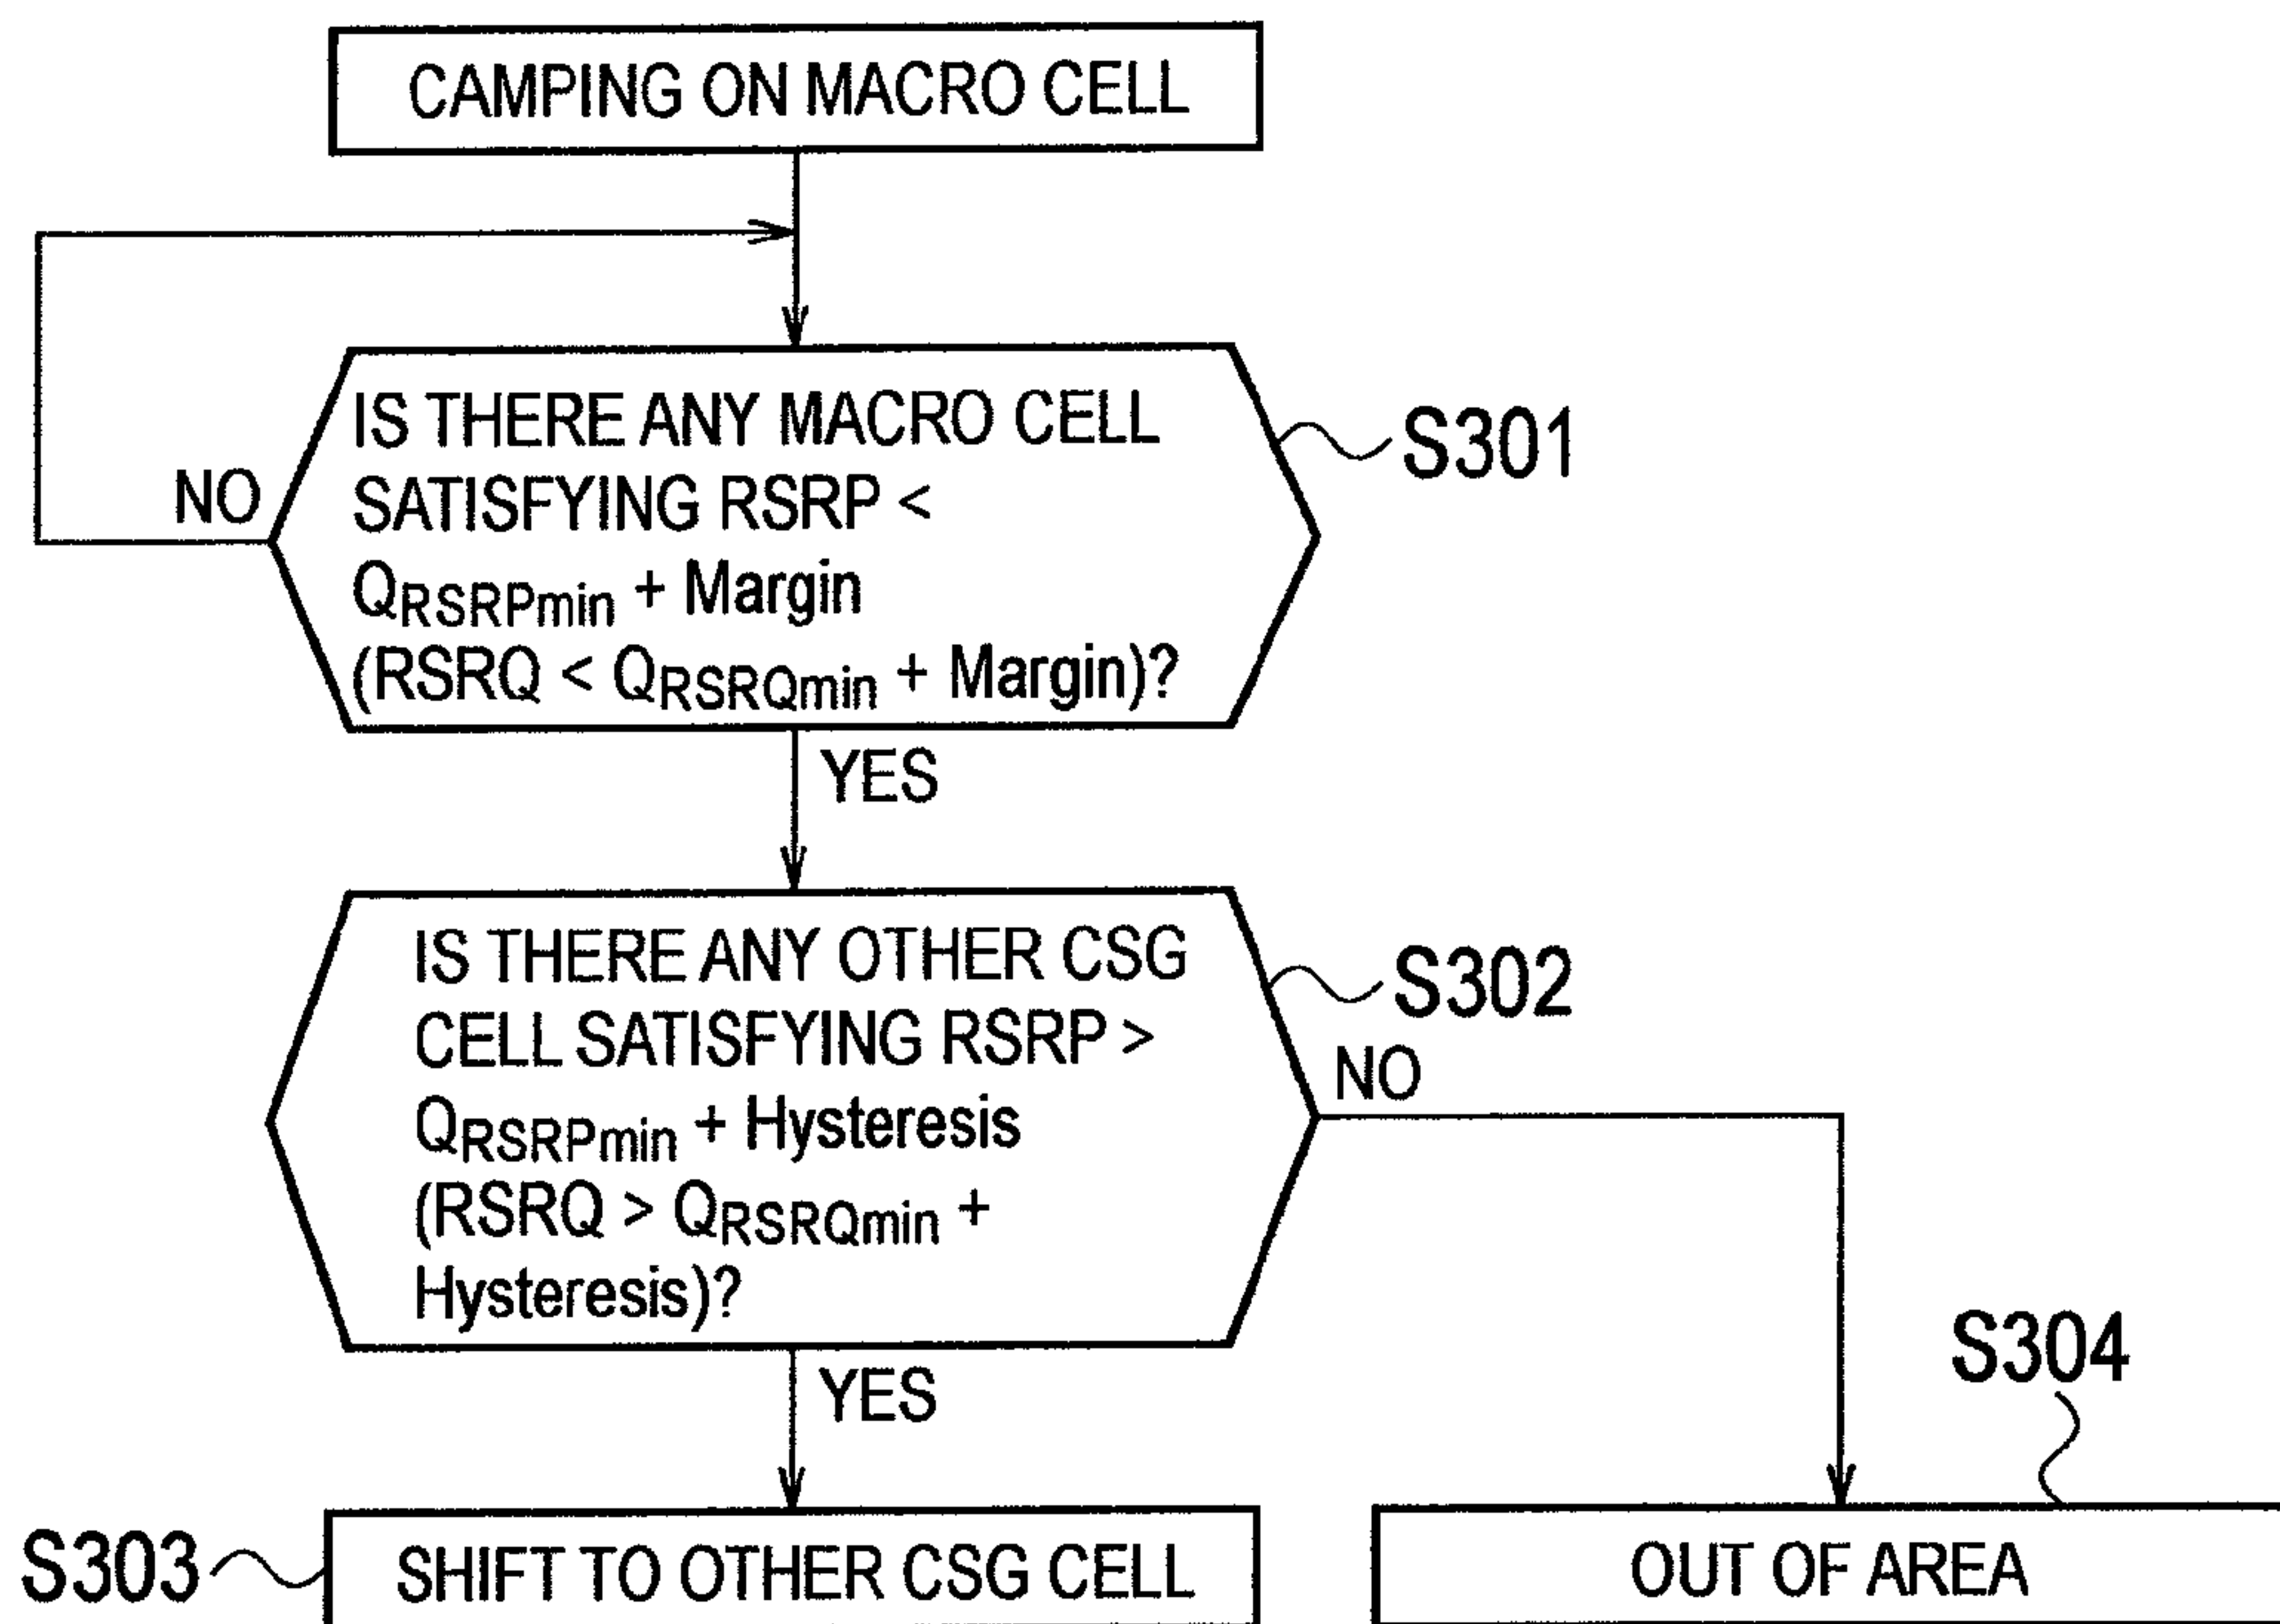 CAMPING ON MACRO CELL
IS THERE ANY MACRO CELL
SATISFYING RSRP <
QRSRPmin + Margin
(RSRQ < QRSRQmin + Margin)?
S301
NO
YES
IS THERE ANY OTHER CSG
CELL SATISFYING RSRP >
QRSRPmin + Hysteresis
(RSRQ > QRSRQmin +
Hysteresis)?
S302
NO
YES
S304
S303
SHIFT TO OTHER CSG CELL
OUT OF AREA